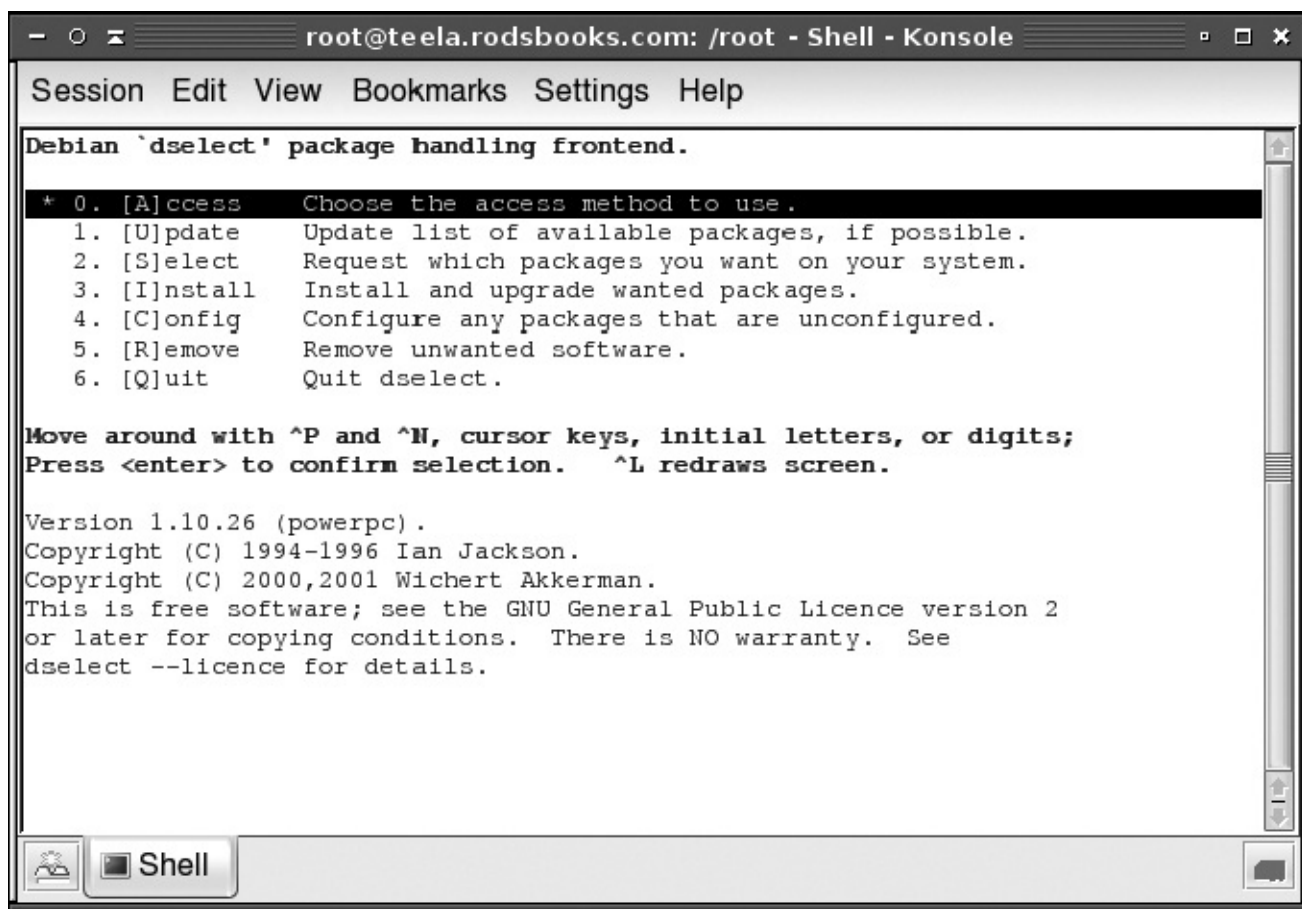 root@teela.rodsbooks.com: /root - Shell - Konsole
Session Edit View Bookmarks Settings Help
Debian `dselect' package handling frontend.
* 0. [A]ccess Choose the access method to use.
1. [U]pdate Update list of available packages, if possible.
2. [S]elect Request which packages you want on your system.
3. [I]nstall Install and upgrade wanted packages.
4. [C]onfig Configure any packages that are unconfigured.
5. [R]emove Remove unwanted software.
6. [Q]uit Quit dselect.
Move around with ^P and ^N, cursor keys, initial letters, or digits;
Press <enter> to confirm selection. ^L redraws screen.
Version 1.10.26 (powerpc).
Copyright (C) 1994-1996 Ian Jackson.
Copyright (C) 2000,2001 Wichert Akkerman.
This is free software; see the GNU General Public Licence version 2
or later for copying conditions. There is NO warranty. See
dselect --licence for details.
Shell